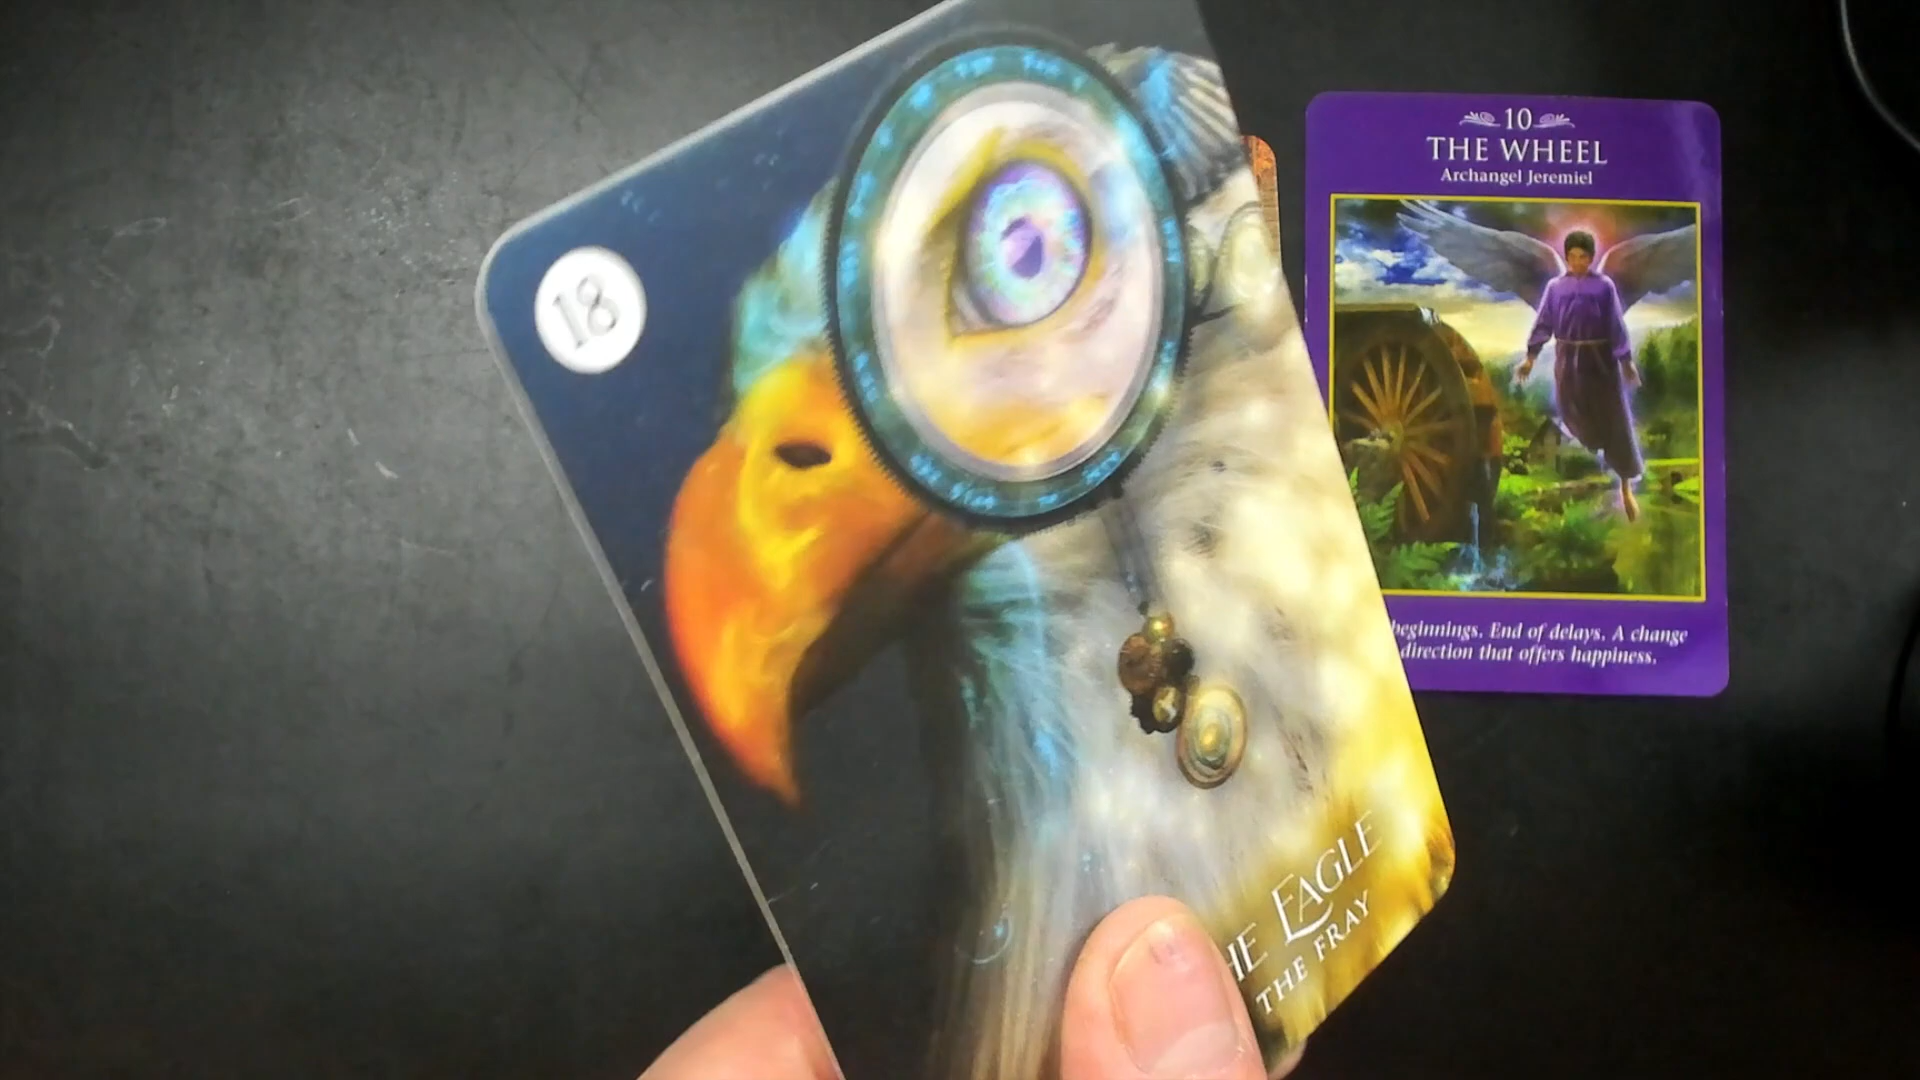 18
HE EAGLE
THE FRAY
10
THE WHEEL
Archangel Jeremiel
beginnings. End of delays. A change
direction that offers happiness.